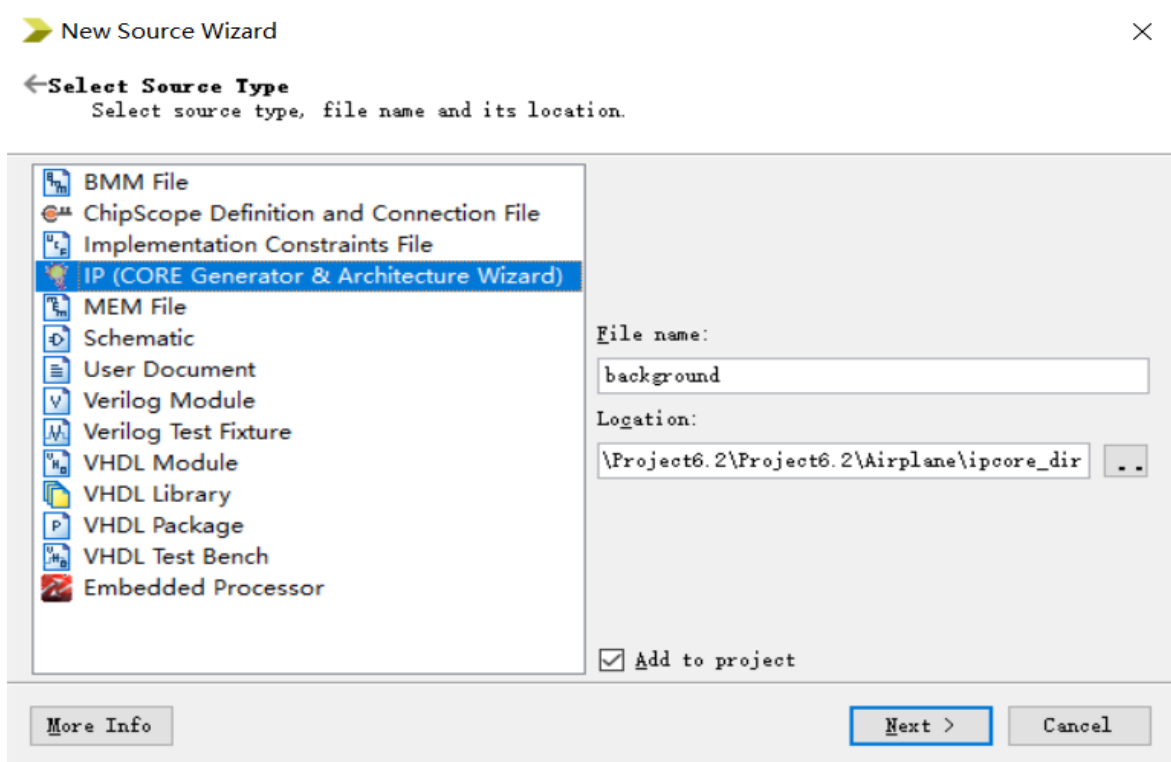 New Source Wizard
Select Source Type
Select source type, file name and its location.
BMM File
ChipScope Definition and Connection File
Implementation Constraints File
IP (CORE Generator & Architecture Wizard)
MEM File
Schematic
User Document
Verilog Module
Verilog Test Fixture
VHDL Module
VHDL Library
VHDL Package
VHDL Test Bench
Embedded Processor
File name:
background
Location:
\Project6.2\Project6.2\Airplane\ipcore_dir
..
Add to project
More Info
Next >
Cancel